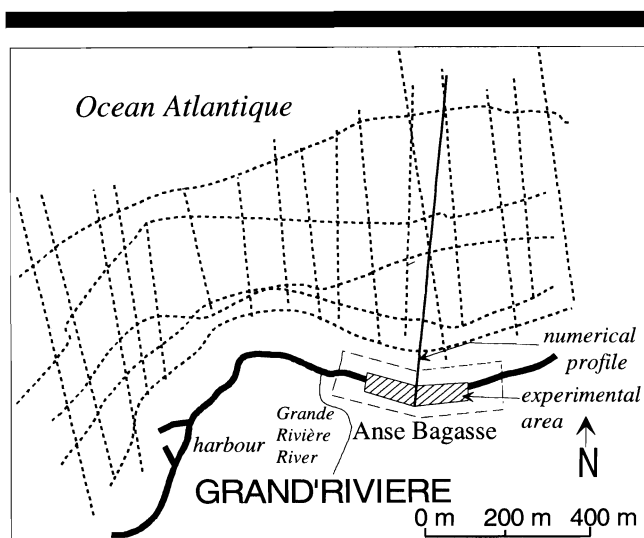 Ocean Atlantique
numerical
profile
experimental
area
Grande
Rivière
River
harbour
Anse Bagasse
N
GRAND'RIVIERE
0 m 200 m 400 m